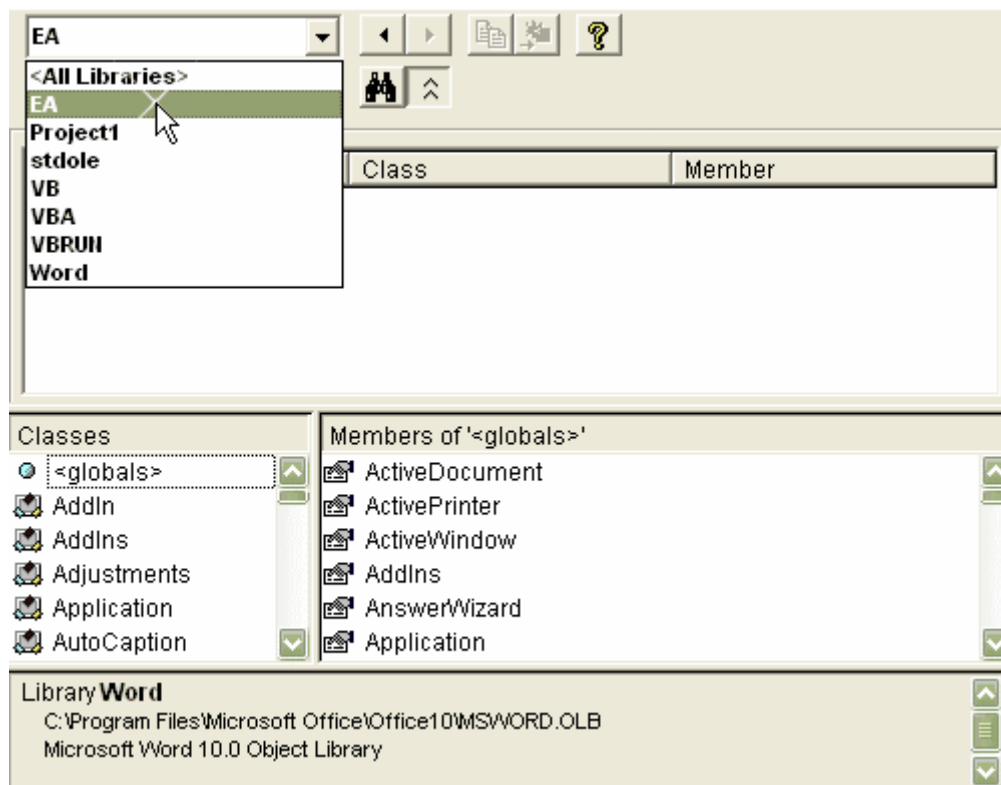 EA
<All Libraries>
EA
Project1
stdole
VB
VBA
VBRUN
Word
Class Member
Classes
<globals>
AddIn
AddIns
Adjustments
Application
AutoCaption
Members of '<globals>'
ActiveDocument
ActivePrinter
ActiveWindow
AddIns
AnswerWizard
Application
Library Word
C:\Program Files\Microsoft Office\Office10\MSWORD.OLB
Microsoft Word 10.0 Object Library